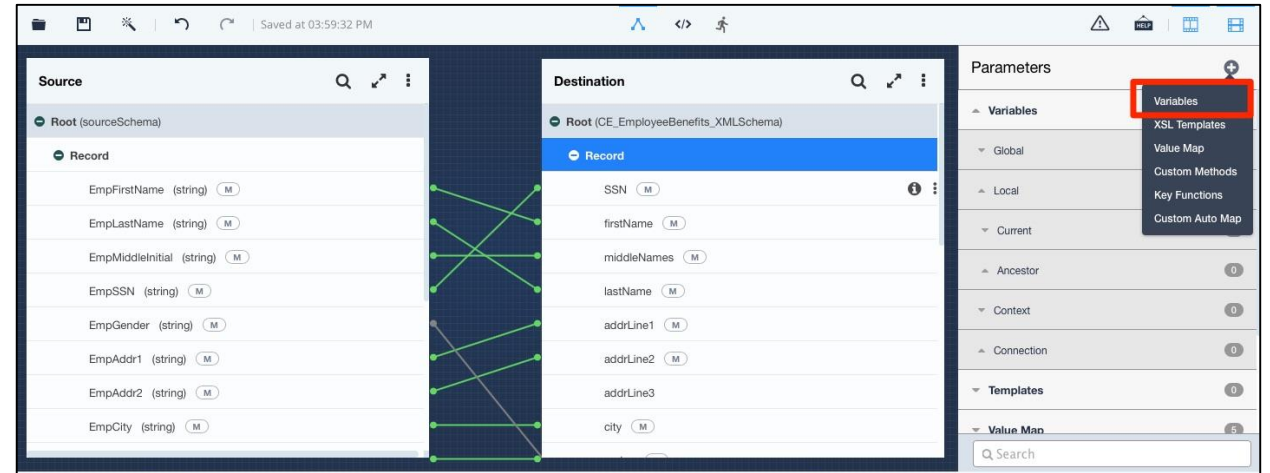 Saved at 03:59:32 PM
</>
HELP
Source
Root (sourceSchema)
Record
EmpFirstName (string) M
EmpLastName (string) M
EmpMiddleInitial (string) M
EmpSSN (string) M
EmpGender (string) M
EmpAddr1 (string) M
EmpAddr2 (string) M
EmpCity (string) M
Destination
Root (CE_EmployeeBenefits_XMLSchema)
Record
SSN M
firstName M
middleNames M
lastName M
addrLine1 M
addrLine2 M
addrLine3
city M
Parameters
Variables
Global
Local
Current
Ancestor 0
Context 0
Connection 0
Templates 0
Value Map 5
Search
Variables
XSL Templates
Value Map
Custom Methods
Key Functions
Custom Auto Map